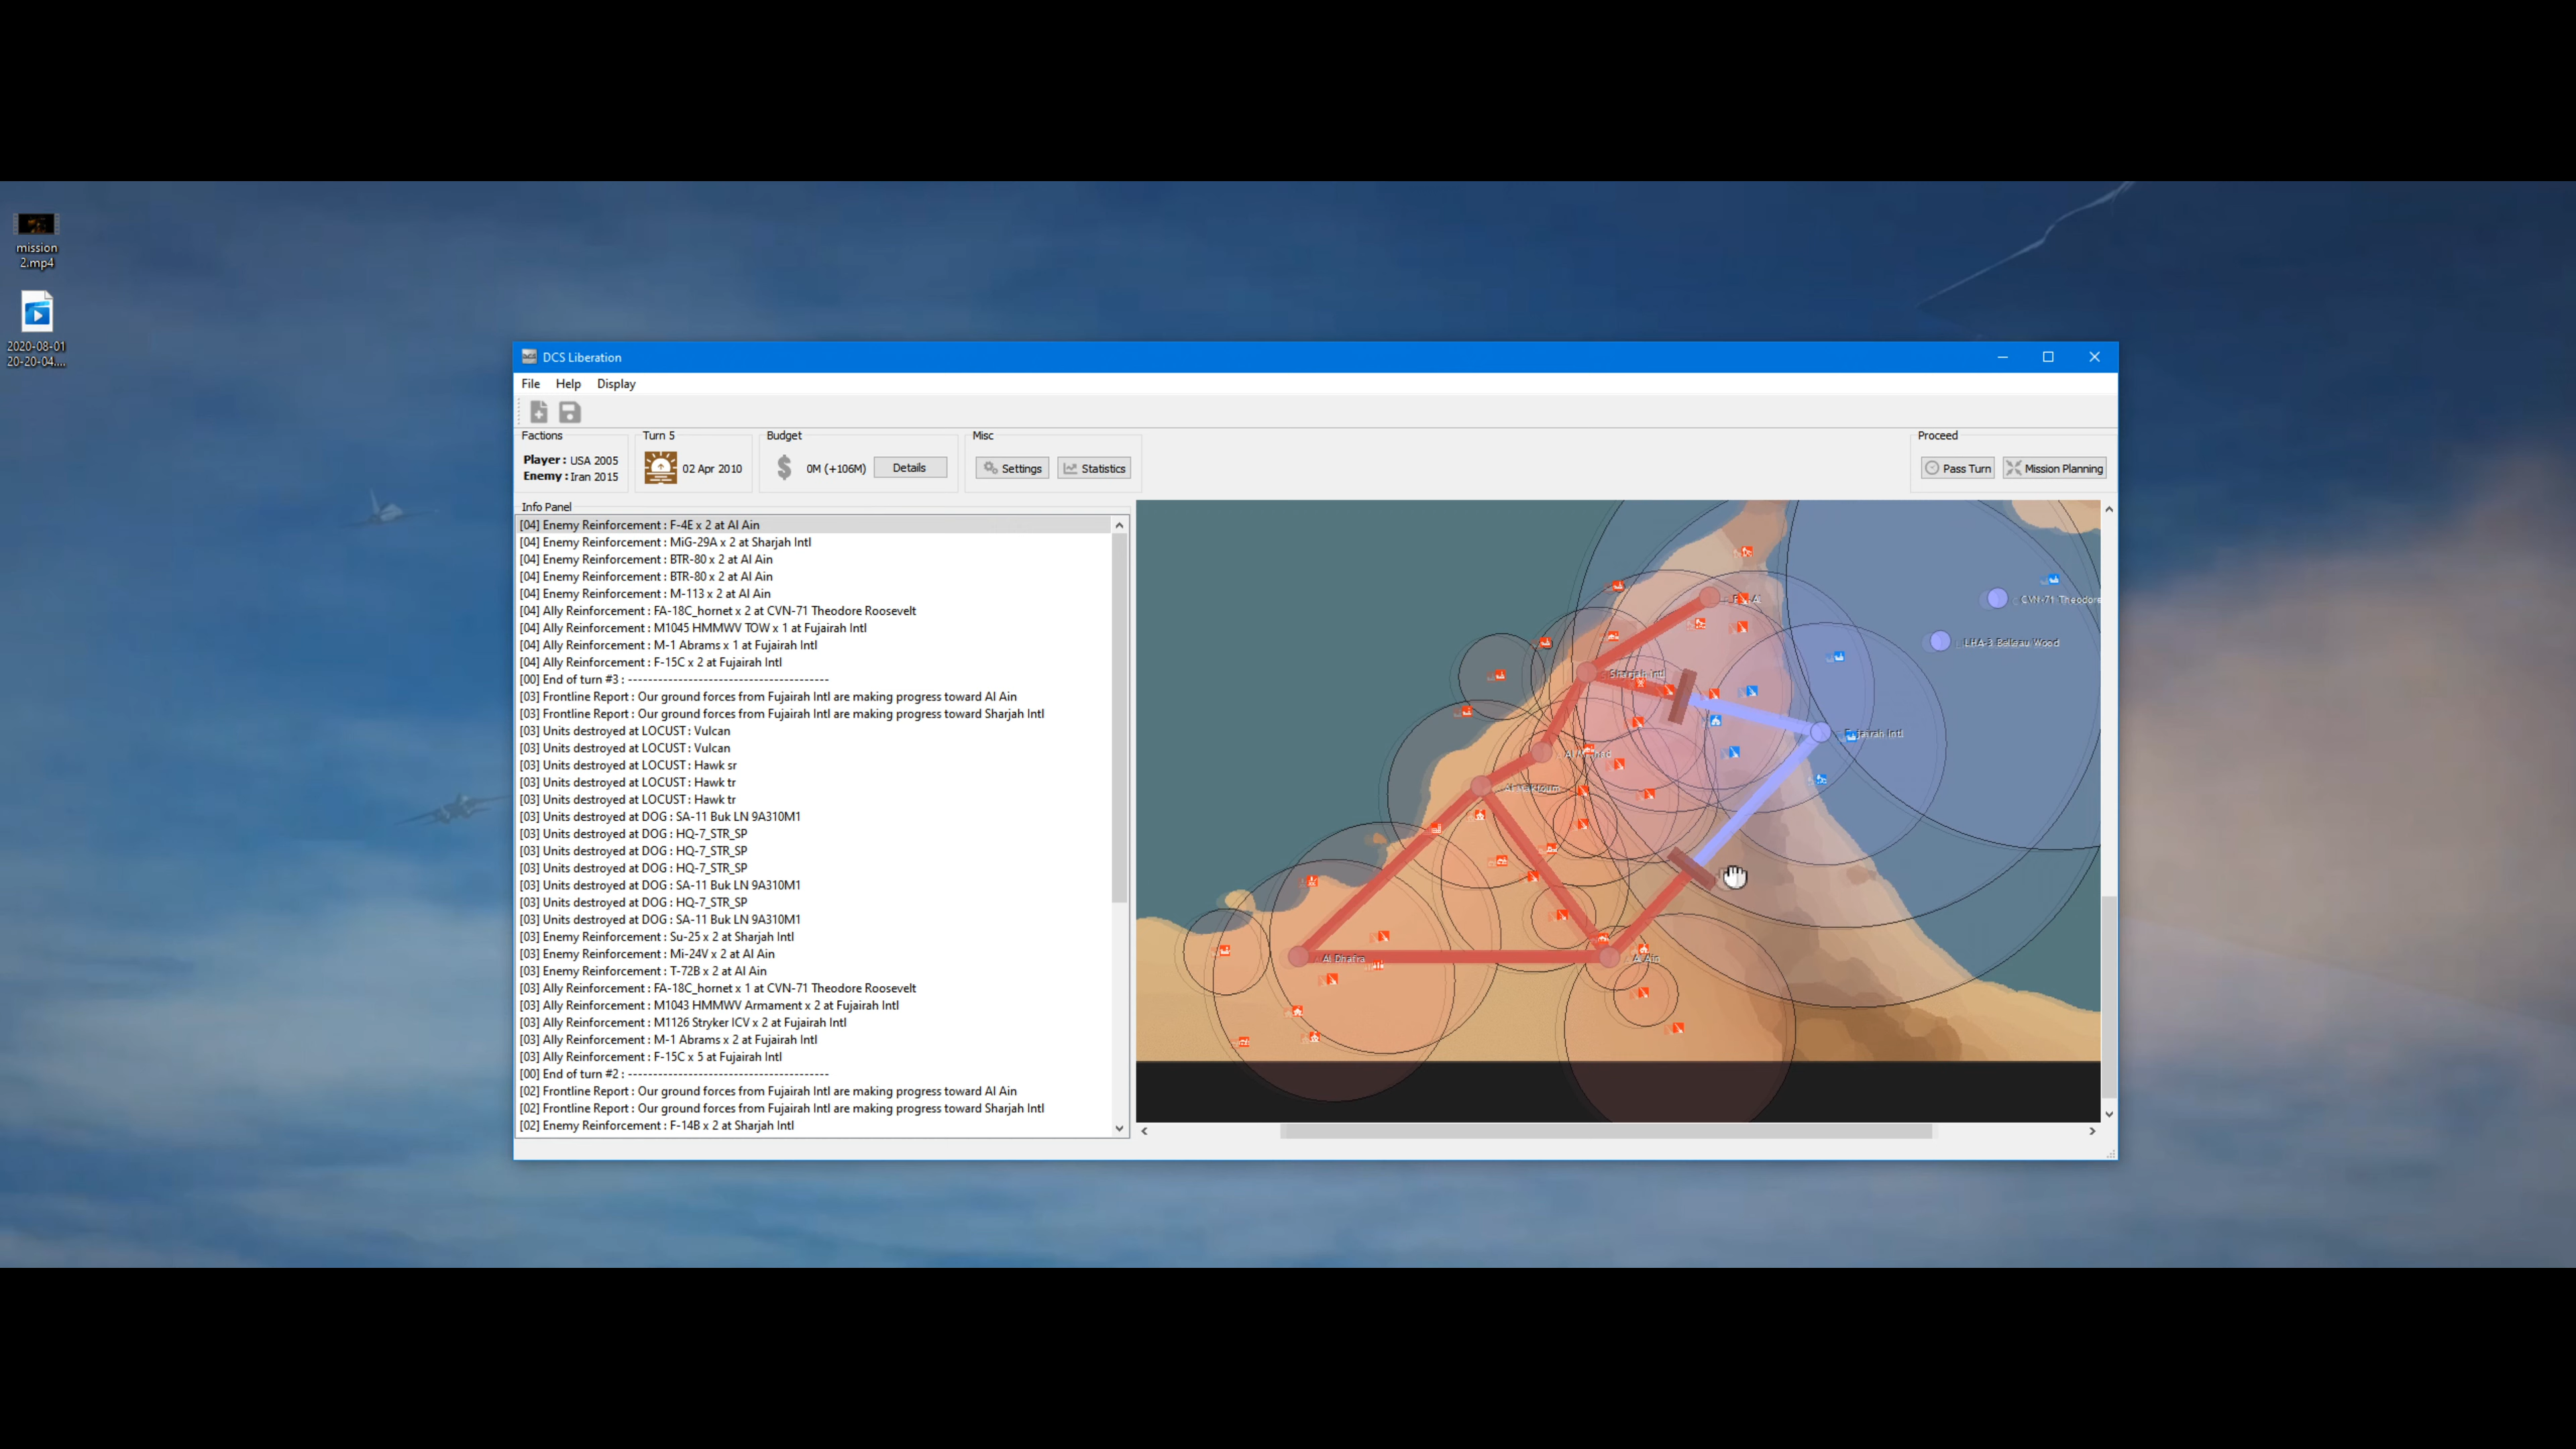 mission
2.mp4
2020-08-01
20-20-04....
DCS Liberation
File Help Display
Factions
Player : USA 2005
Enemy : Iran 2015
Turn 5
02 Apr 2010
Budget
0M (+106M) Details
Misc
Settings Statistics
Proceed
Pass Turn Mission Planning
Info Panel
[04] Enemy Reinforcement : F-4E x 2 at Al Ain
[04] Enemy Reinforcement : MiG-29A x 2 at Sharjah Intl
[04] Enemy Reinforcement : BTR-80 x 2 at Al Ain
[04] Enemy Reinforcement : BTR-80 x 2 at Al Ain
[04] Enemy Reinforcement : M-113 x 2 at Al Ain
[04] Ally Reinforcement : FA-18C_hornet x 2 at CVN-71 Theodore Roosevelt
[04] Ally Reinforcement : M1045 HMMWV TOW x 1 at Fujairah Intl
[04] Ally Reinforcement : M-1 Abrams x 1 at Fujairah Intl
[04] Ally Reinforcement : F-15C x 2 at Fujairah Intl
[00] End of turn #3 : ----------------------------------------
[03] Frontline Report : Our ground forces from Fujairah Intl are making progress toward Al Ain
[03] Frontline Report : Our ground forces from Fujairah Intl are making progress toward Sharjah Intl
[03] Units destroyed at LOCUST : Vulcan
[03] Units destroyed at LOCUST : Vulcan
[03] Units destroyed at LOCUST : Hawk sr
[03] Units destroyed at LOCUST : Hawk tr
[03] Units destroyed at LOCUST : Hawk tr
[03] Units destroyed at DOG : SA-11 Buk LN 9A310M1
[03] Units destroyed at DOG : HQ-7_STR_SP
[03] Units destroyed at DOG : HQ-7_STR_SP
[03] Units destroyed at DOG : HQ-7_STR_SP
[03] Units destroyed at DOG : SA-11 Buk LN 9A310M1
[03] Units destroyed at DOG : HQ-7_STR_SP
[03] Units destroyed at DOG : SA-11 Buk LN 9A310M1
[03] Enemy Reinforcement : Su-25 x 2 at Sharjah Intl
[03] Enemy Reinforcement : Mi-24V x 2 at Al Ain
[03] Enemy Reinforcement : T-72B x 2 at Al Ain
[03] Ally Reinforcement : FA-18C_hornet x 1 at CVN-71 Theodore Roosevelt
[03] Ally Reinforcement : M1043 HMMWV Armament x 2 at Fujairah Intl
[03] Ally Reinforcement : M1126 Stryker ICV x 2 at Fujairah Intl
[03] Ally Reinforcement : M-1 Abrams x 2 at Fujairah Intl
[03] Ally Reinforcement : F-15C x 5 at Fujairah Intl
[00] End of turn #2 : ----------------------------------------
[02] Frontline Report : Our ground forces from Fujairah Intl are making progress toward Al Ain
[02] Frontline Report : Our ground forces from Fujairah Intl are making progress toward Sharjah Intl
[02] Enemy Reinforcement : F-14B x 2 at Sharjah Intl
CVN-71 Theodore
LHA-3 Belleau Wood
Sharjah Intl
Fujairah Intl
Al Maktoum
Al Dhafra
Al Ain